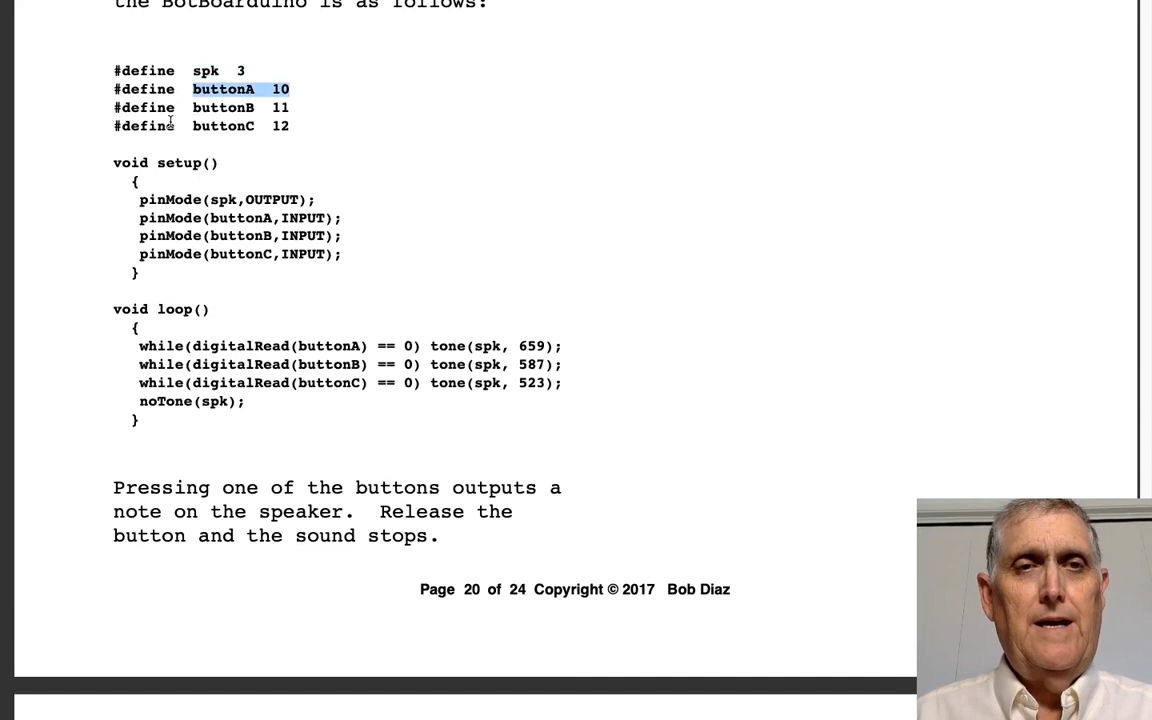 the BotBoarduino is as follows:
#define  spk  3
#define  buttonA  10
#define  buttonB  11
#define  buttonC  12
void setup()
{
pinMode(spk,OUTPUT);
pinMode(buttonA,INPUT);
pinMode(buttonB,INPUT);
pinMode(buttonC,INPUT);
}
void loop()
{
while(digitalRead(buttonA) == 0) tone(spk, 659);
while(digitalRead(buttonB) == 0) tone(spk, 587);
while(digitalRead(buttonC) == 0) tone(spk, 523);
noTone(spk);
}
Pressing one of the buttons outputs a
note on the speaker.  Release the
button and the sound stops.
Page 20 of 24 Copyright © 2017 Bob Diaz